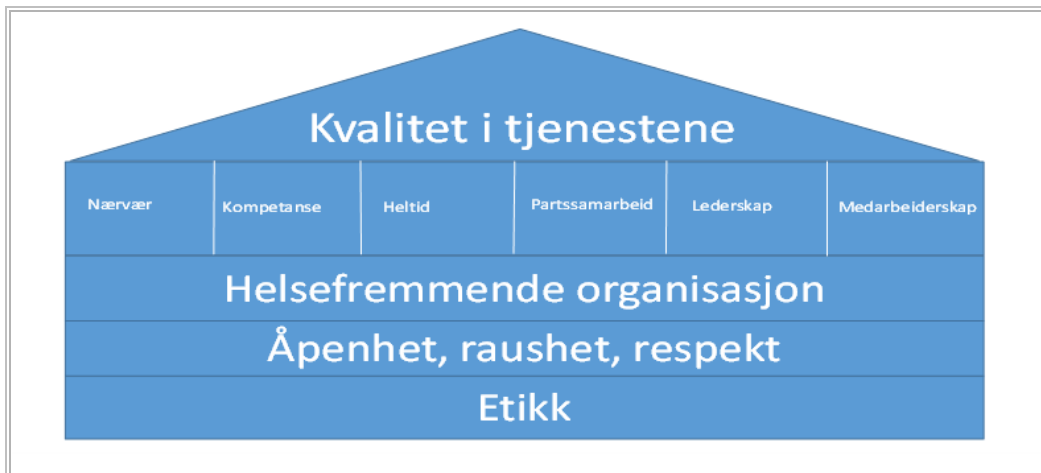 Kvalitet i tjenestene
Nærvær
Kompetanse
Heltid
Partssamarbeid
Lederskap
Medarbeiderskap
Helsefremmende organisasjon
Åpenhet, raushet, respekt
Etikk